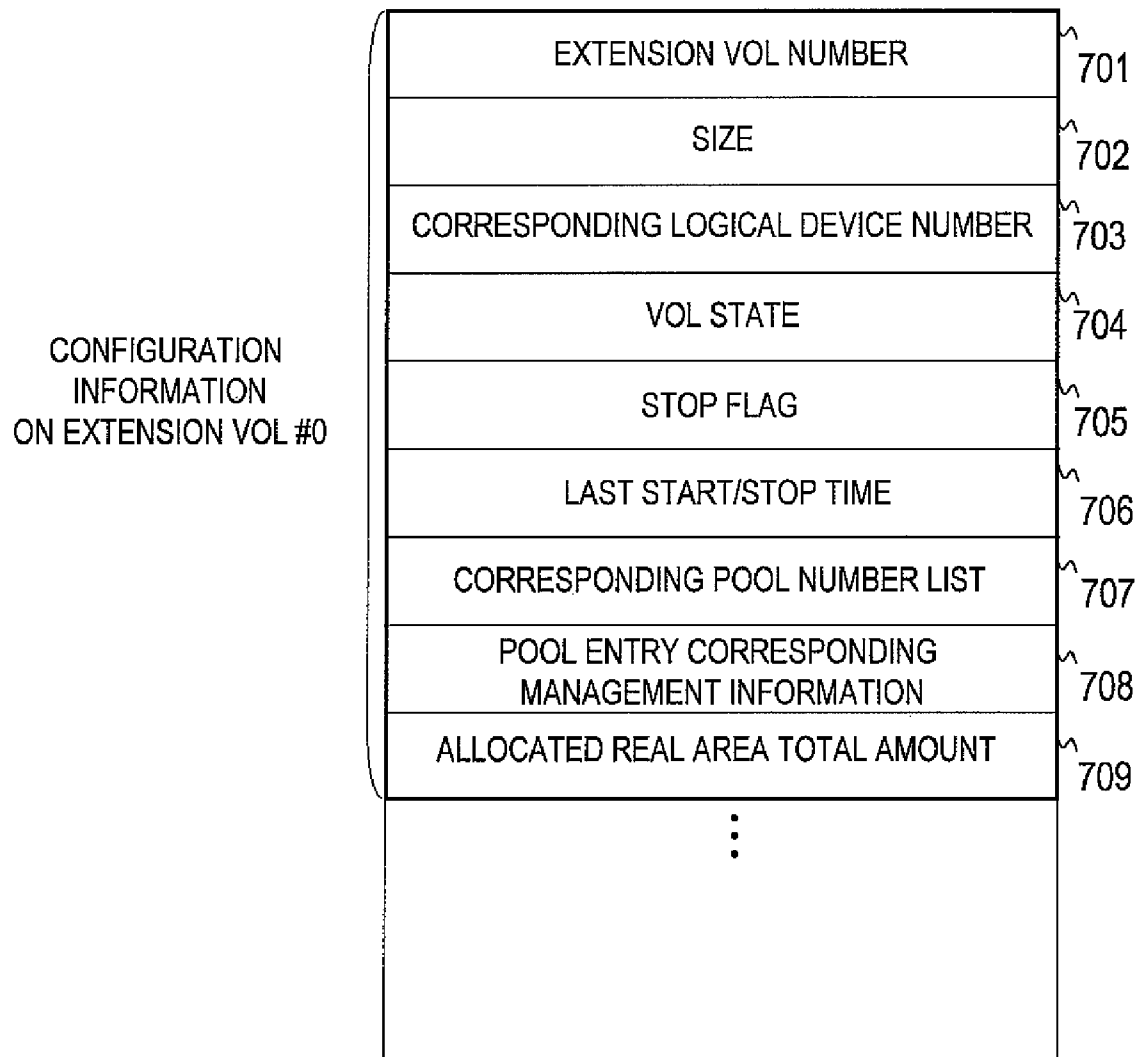 EXTENSION VOL NUMBER
701
SIZE
702
CORRESPONDING LOGICAL DEVICE NUMBER
703
VOL STATE
704
CONFIGURATION
INFORMATION
ON EXTENSION VOL #0
STOP FLAG
705
LAST START/STOP TIME
706
CORRESPONDING POOL NUMBER LIST
707
POOL ENTRY CORRESPONDING
MANAGEMENT INFORMATION
708
ALLOCATED REAL AREA TOTAL AMOUNT
709